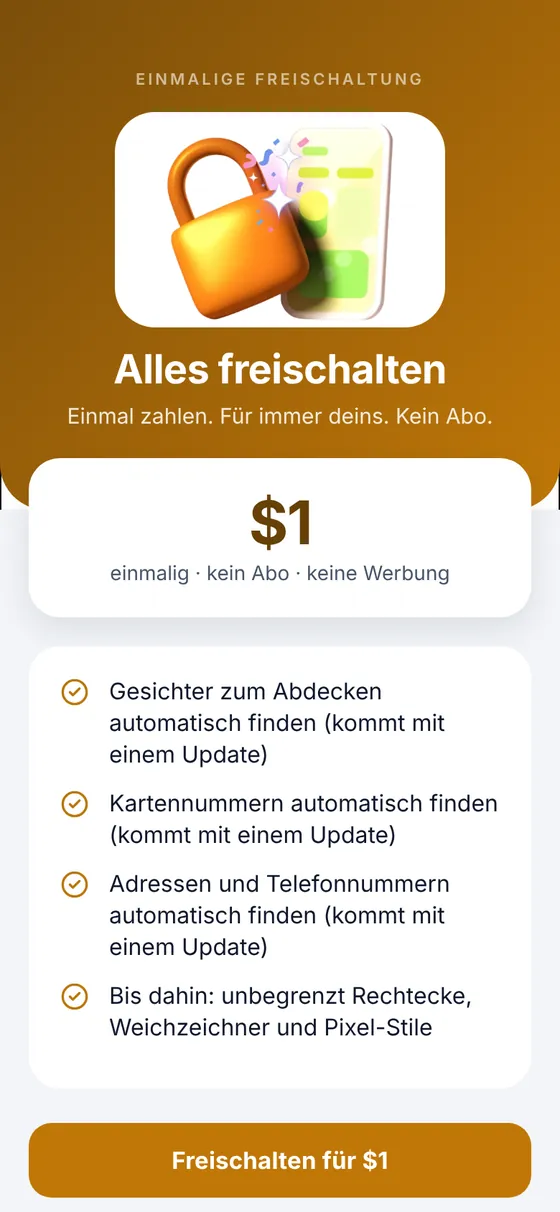 EINMALIGE FREISCHALTUNG
Alles freischalten
Einmal zahlen. Für immer deins. Kein Abo.
$1
einmalig · kein Abo · keine Werbung
Gesichter zum Abdecken
automatisch finden (kommt mit
einem Update)
Kartennummern automatisch finden
(kommt mit einem Update)
Adressen und Telefonnummern
automatisch finden (kommt mit
einem Update)
Bis dahin: unbegrenzt Rechtecke,
Weichzeichner und Pixel-Stile
Freischalten für $1